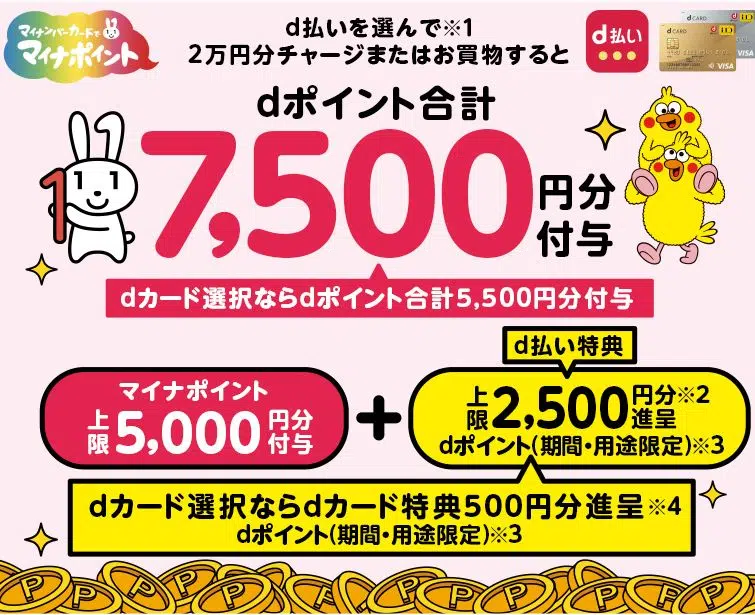 マイナンバーカードで
マイナポイント
d払いを選んで※1
2万円分チャージまたはお買物すると
d払い
d CARD
iD
VISA
dポイント合計
7,500円分付与
dカード選択ならdポイント合計5,500円分付与
d払い特典
マイナポイント
上限5,000円分付与
+
上限2,500円分※2進呈
dポイント(期間・用途限定)※3
dカード選択ならdカード特典500円分進呈※4
dポイント(期間・用途限定)※3